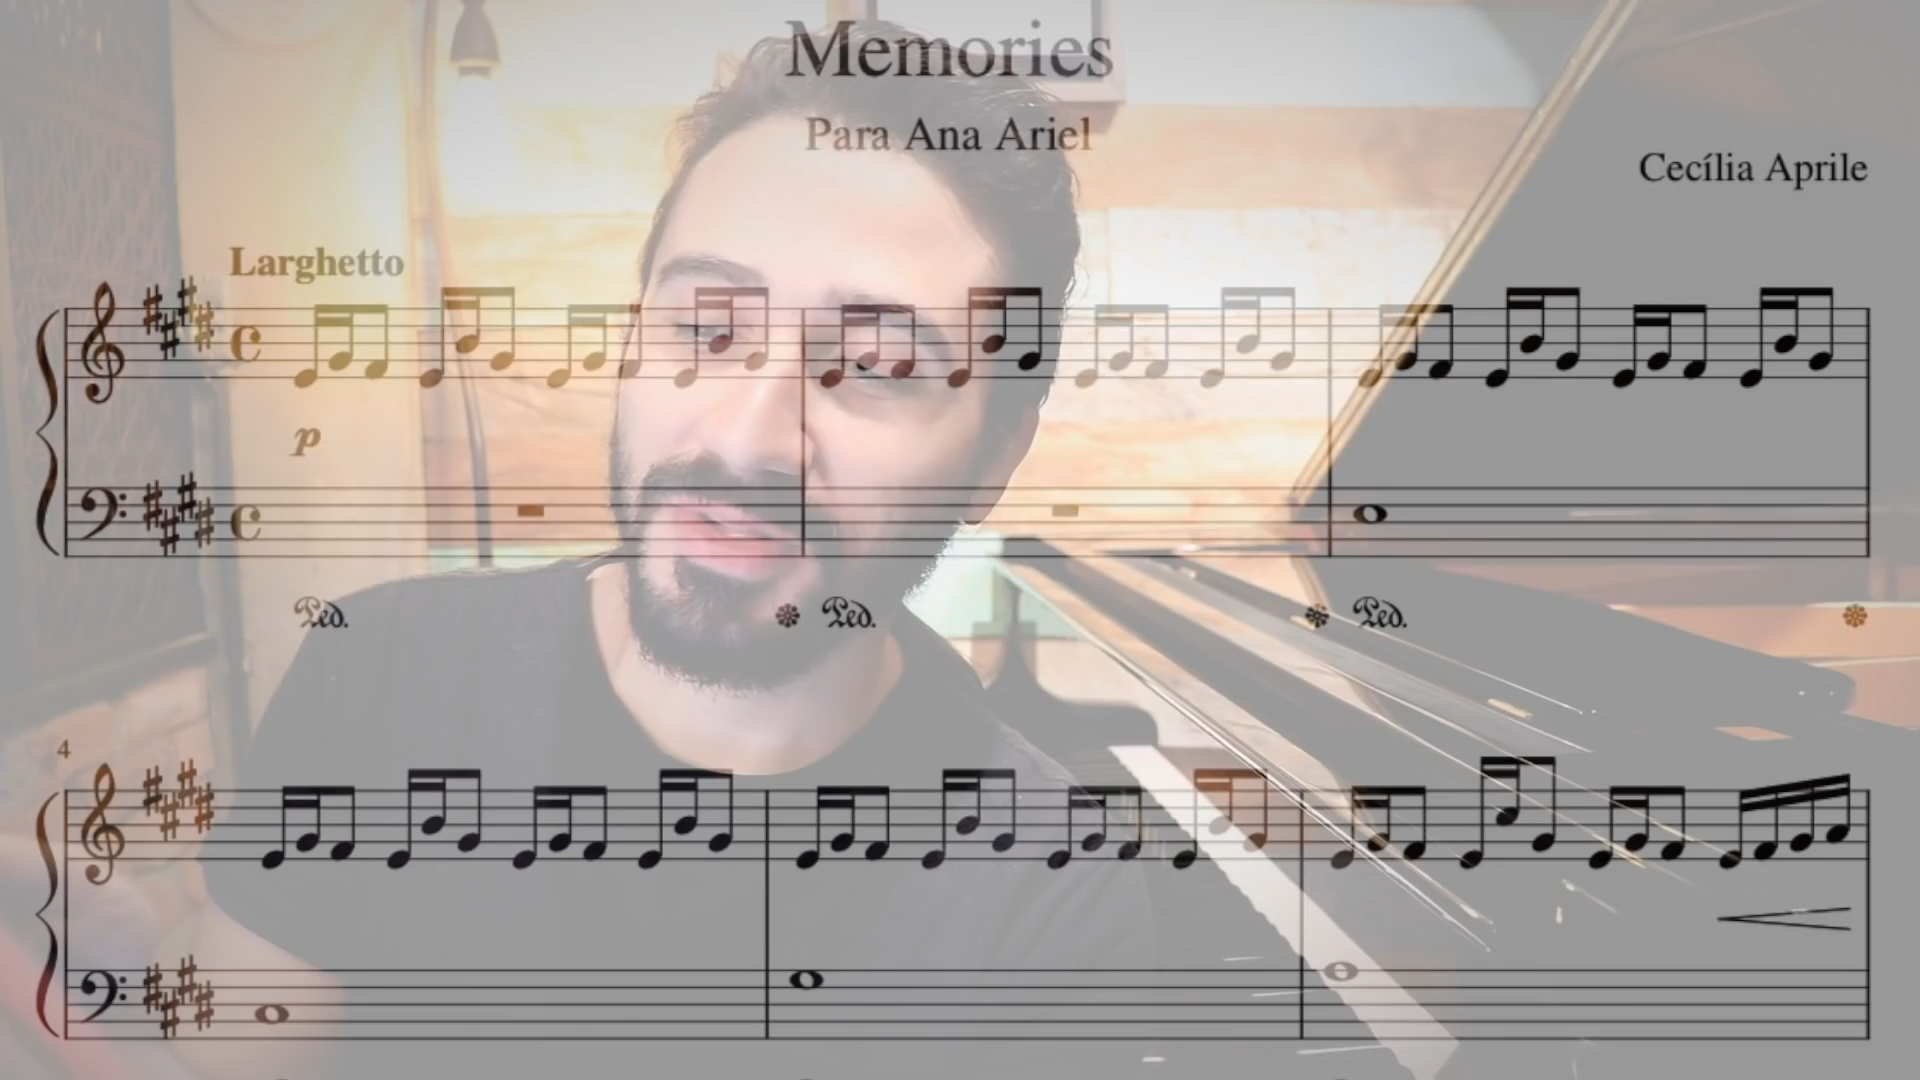 Memories
Para Ana Ariel
Cecília Aprile
Larghetto
p
Ped. Ped. Ped.
4